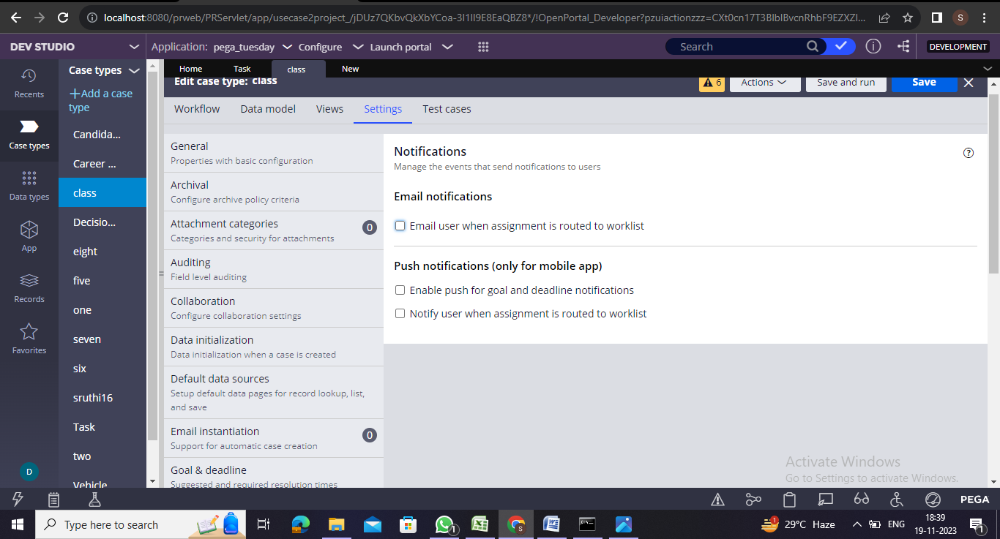 localhost:8080/prweb/PRServlet/app/usecase2project_/jDUz7QKbvQkXbYCoa-3I1II9E8EaQBZ8*/!OpenPortal_Developer?pzuiactionzzz=CXt0cn17T3BlblBvcnRhbF9EZXZl...
S
DEV STUDIO
Application: pega_tuesday Configure Launch portal
Search
DEVELOPMENT
Recents
Case types
Data types
App
Records
Favorites
D
Case types
+Add a case
type
Candida...
Career ...
class
Decisio...
eight
five
one
seven
six
sruthi16
Task
two
Vehicle
Home Task class New
Edit case type: class
6 Actions Save and run Save
Workflow Data model Views Settings Test cases
General
Properties with basic configuration
Archival
Configure archive policy criteria
Attachment categories 0
Categories and security for attachments
Auditing
Field level auditing
Collaboration
Configure collaboration settings
Data initialization
Data initialization when a case is created
Default data sources
Setup default data pages for record lookup, list,
and save
Email instantiation 0
Support for automatic case creation
Goal & deadline
Suggested and required resolution times
Notifications
Manage the events that send notifications to users
Email notifications
Email user when assignment is routed to worklist
Push notifications (only for mobile app)
Enable push for goal and deadline notifications
Notify user when assignment is routed to worklist
Activate Windows
Go to Settings to activate Windows.
PEGA
Type here to search
1
S
1
29°C Haze
ENG
18:39
19-11-2023
1